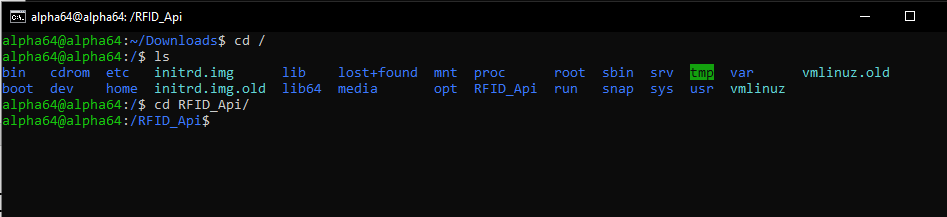 alpha64@alpha64: /RFID_Api
alpha64@alpha64:~/Downloads$ cd /
alpha64@alpha64:/$ ls
bin cdrom etc initrd.img lib lost+found mnt proc root sbin srv tmp var vmlinuz.old
boot dev home initrd.img.old lib64 media opt RFID_Api run snap sys usr vmlinuz
alpha64@alpha64:/$ cd RFID_Api/
alpha64@alpha64:/RFID_Api$